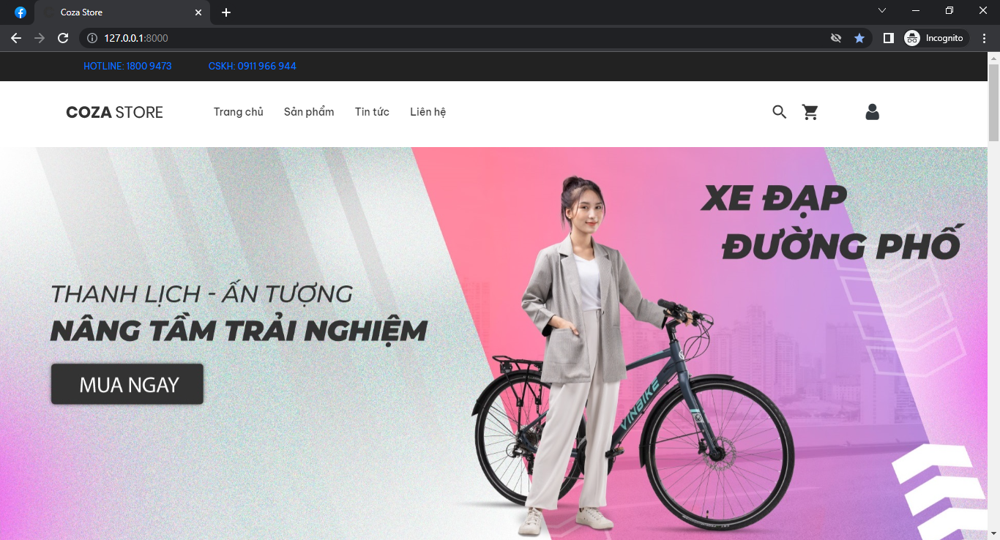 Coza Store
127.0.0.1:8000
Incognito
HOTLINE: 1800 9473 CSKH: 0911 966 944
COZA STORE Trang chủ Sản phẩm Tin tức Liên hệ
XE ĐẠP
ĐƯỜNG PHỐ
THANH LỊCH - ẤN TƯỢNG
NÂNG TẦM TRẢI NGHIỆM
MUA NGAY
VINBIKE